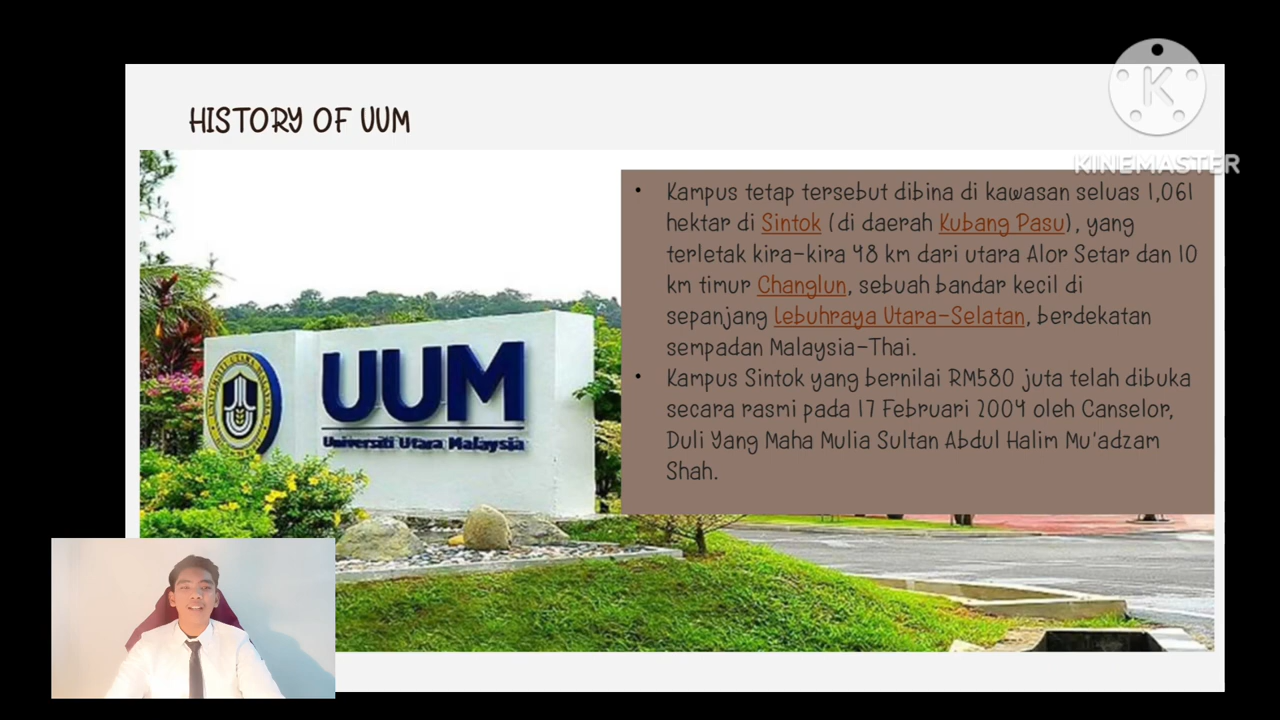 HISTORY OF UUM
K
KINEMASTER
• Kampus tetap tersebut dibina di kawasan seluas 1,061
hektar di Sintok (di daerah Kubang Pasu), yang
terletak kira-kira 48 km dari utara Alor Setar dan 10
km timur Changlun, sebuah bandar kecil di
sepanjang Lebuhraya Utara-Selatan, berdekatan
sempadan Malaysia-Thai.
• Kampus Sintok yang bernilai RM580 juta telah dibuka
secara rasmi pada 17 Februari 2004 oleh Canselor,
Duli Yang Maha Mulia Sultan Abdul Halim Mu'adzam
Shah.
UNIVERSITI UTARA MALAYSIA
UUM
Universiti Utara Malaysia